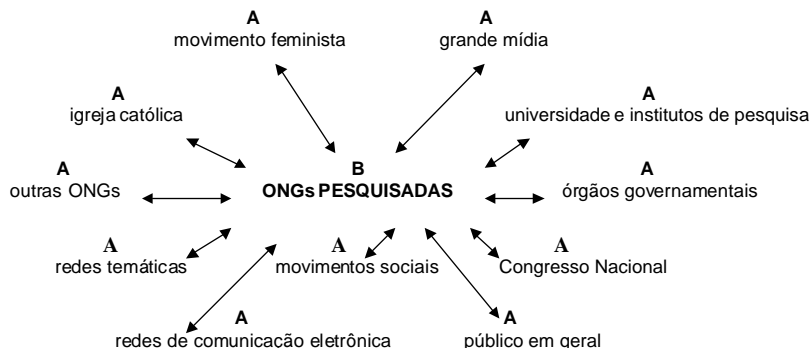 A A
movimento feminista grande mídia
A A
igreja católica universidade e institutos de pesquisa
A B A
outras ONGs ONGs PESQUISADAS órgãos governamentais
A A A
redes temáticas movimentos sociais Congresso Nacional
A A
redes de comunicação eletrônica público em geral